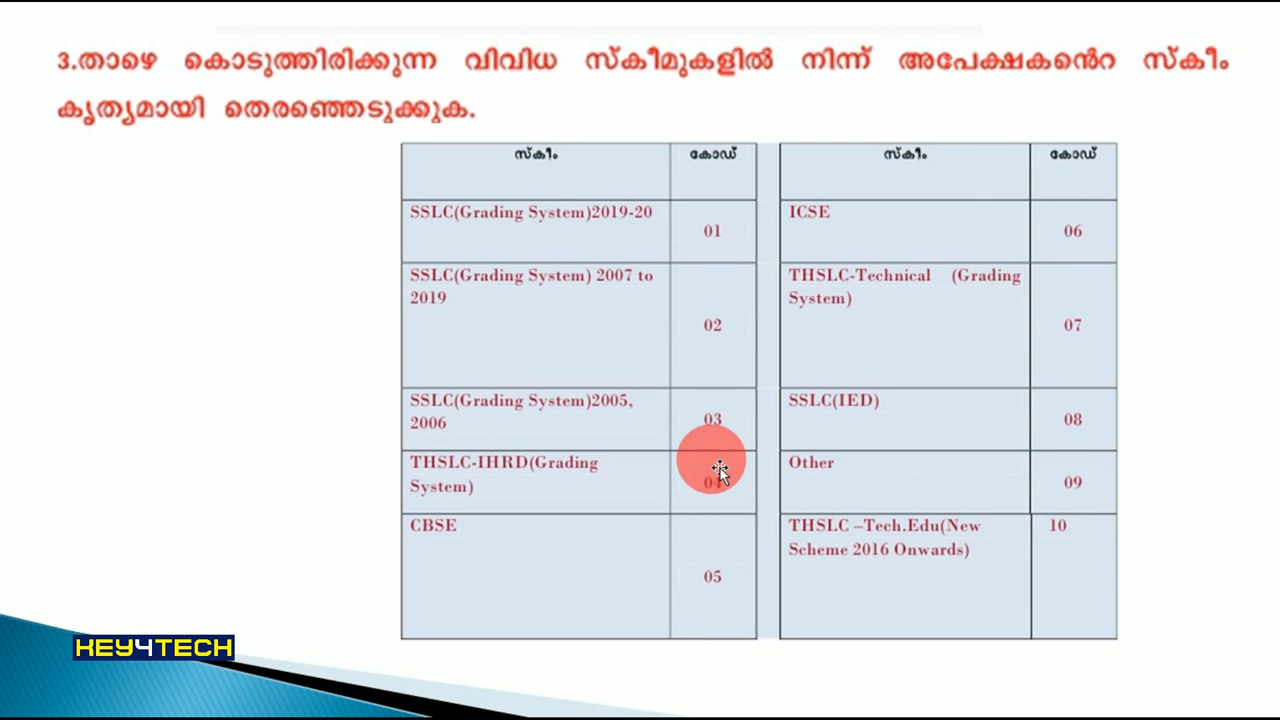 3.താഴെ കൊടുത്തിരിക്കുന്ന വിവിധ സ്കീമുകളിൽ നിന്ന് അപേക്ഷകന്റെ സ്കീം
കൃത്യമായി തെരഞ്ഞെടുക്കുക.
സ്കീം കോഡ് സ്കീം കോഡ്
SSLC(Grading System)2019-20
01
ICSE
06
SSLC(Grading System) 2007 to
2019
02
THSLC-Technical (Grading
System)
07
SSLC(Grading System)2005,
2006
03
SSLC(IED)
08
THSLC-IHRD(Grading
System)
04
Other
09
CBSE
05
THSLC –Tech.Edu(New
Scheme 2016 Onwards)
10
KEY4TECH